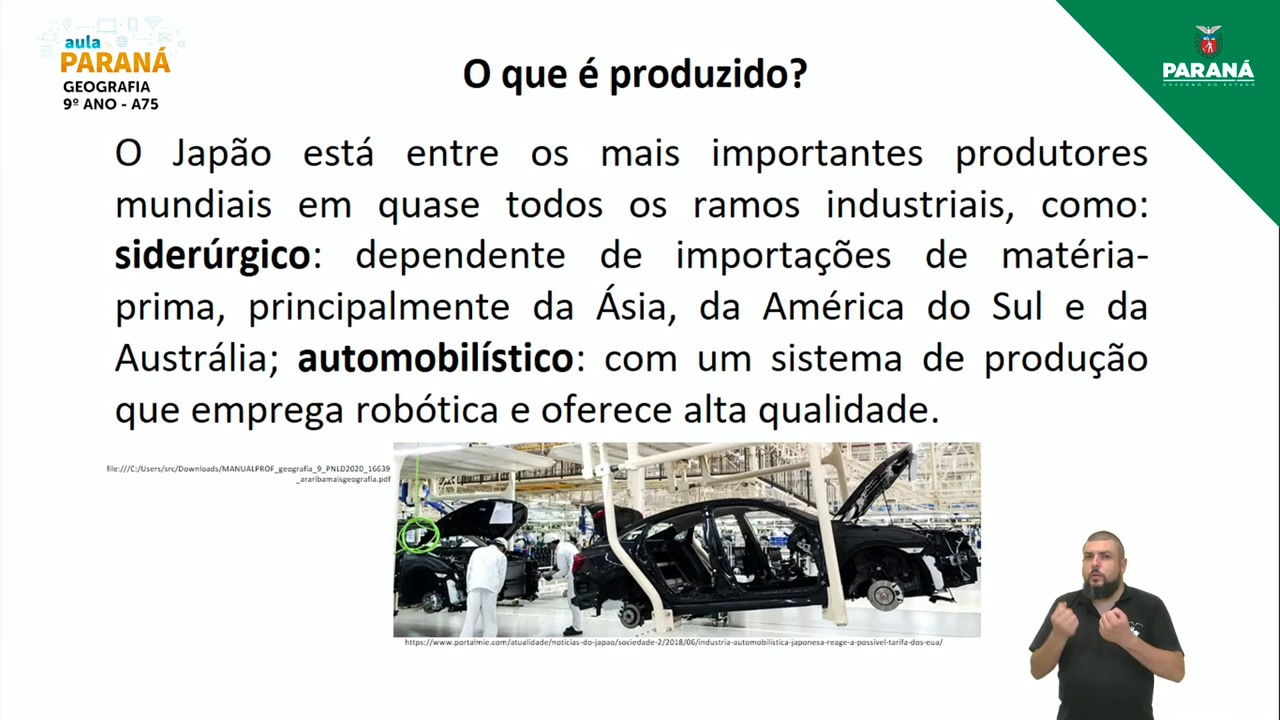 aula
PARANÁ
GEOGRAFIA
9º ANO - A75
O que é produzido?
PARANÁ
GOVERNO DO ESTADO
O Japão está entre os mais importantes produtores
mundiais em quase todos os ramos industriais, como:
siderúrgico: dependente de importações de matéria-
prima, principalmente da Ásia, da América do Sul e da
Austrália; automobilístico: com um sistema de produção
que emprega robótica e oferece alta qualidade.
file:///C:/Users/src/Downloads/MANUALPROF_geografia_9_PNLD2020_16639
_araribamaisgeografia.pdf
https://www.portalmie.com/atualidade/noticias-do-japao/sociedade-2/2018/06/industria-automobilistica-japonesa-reage-a-possivel-tarifa-dos-eua/